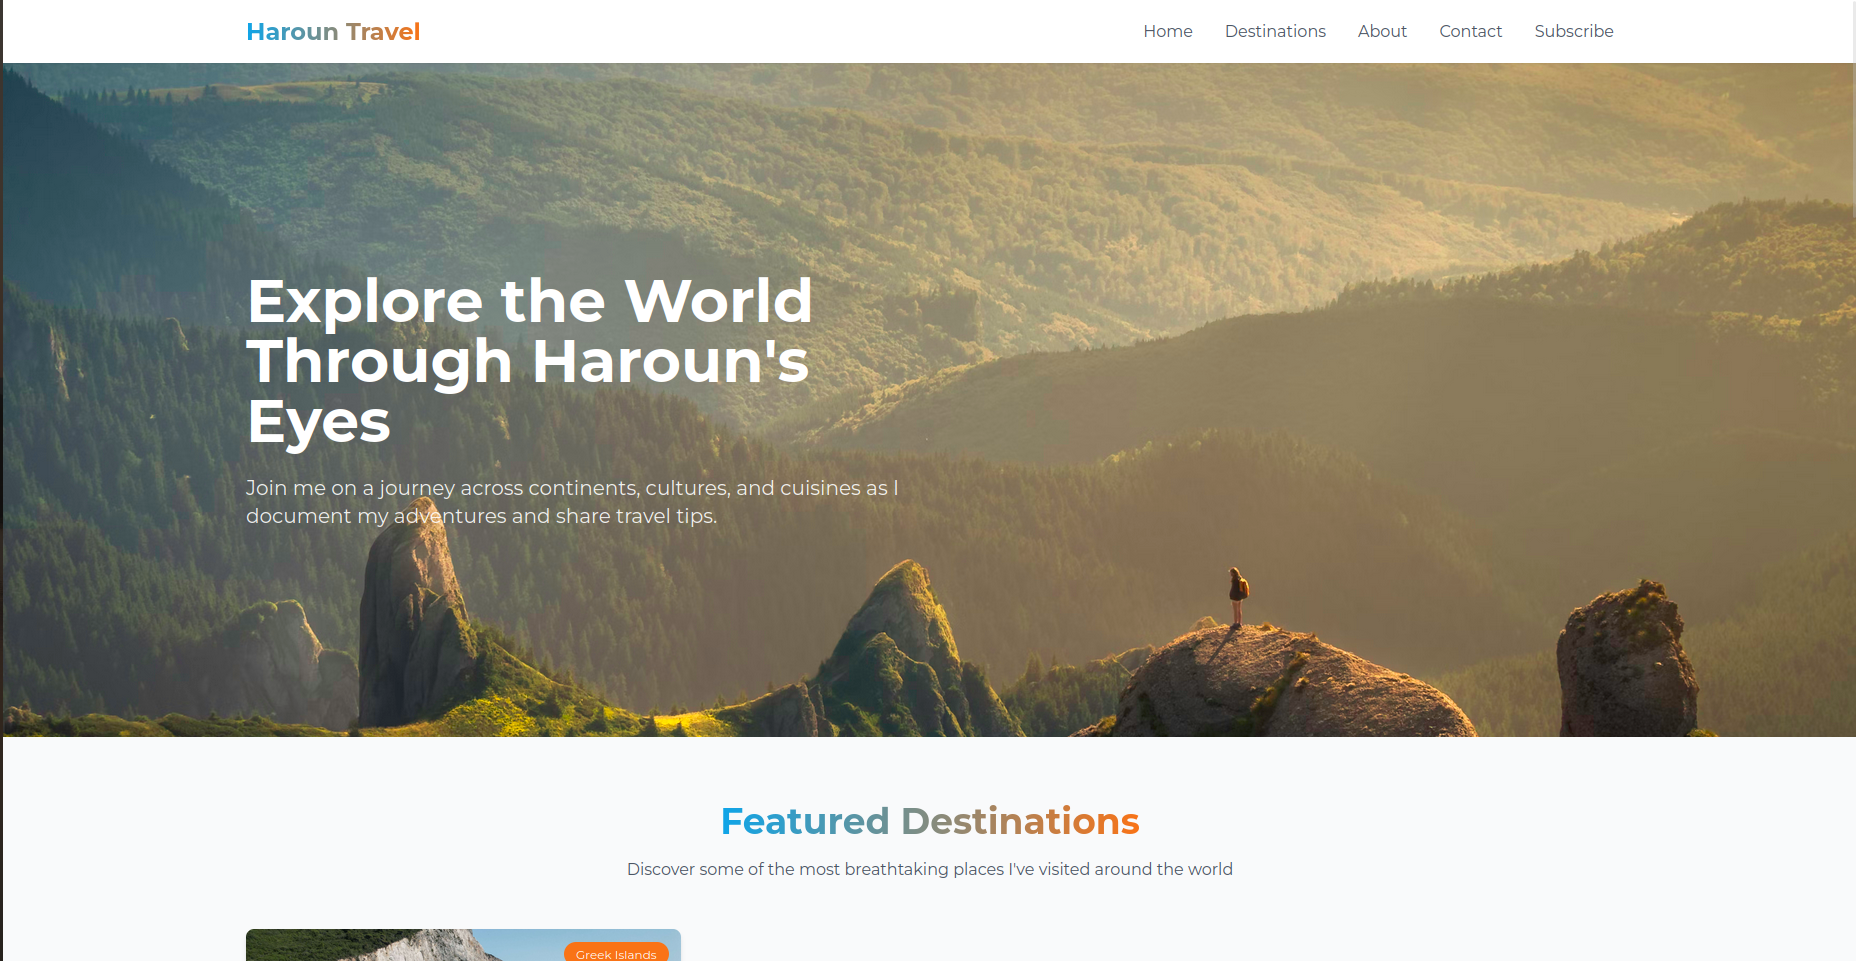 Haroun Travel
Home Destinations About Contact Subscribe
Explore the World
Through Haroun's
Eyes
Join me on a journey across continents, cultures, and cuisines as I
document my adventures and share travel tips.
Featured Destinations
Discover some of the most breathtaking places I've visited around the world
Greek Islands